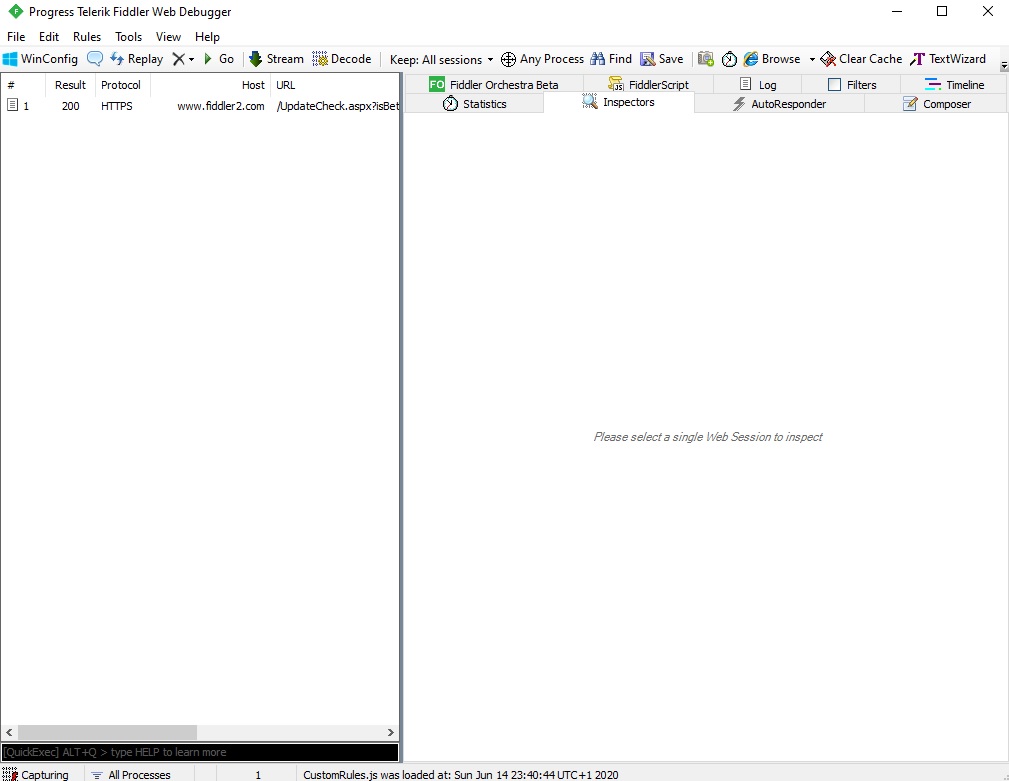 Progress Telerik Fiddler Web Debugger
File Edit Rules Tools View Help
WinConfig Replay Go Stream Decode Keep: All sessions Any Process Find Save Browse Clear Cache TextWizard
# Result Protocol Host URL
1 200 HTTPS www.fiddler2.com /UpdateCheck.aspx?isBet
FO Fiddler Orchestra Beta FiddlerScript Log Filters Timeline
Statistics Inspectors AutoResponder Composer
Please select a single Web Session to inspect
[QuickExec] ALT+Q > type HELP to learn more
Capturing All Processes 1 CustomRules.js was loaded at: Sun Jun 14 23:40:44 UTC+1 2020